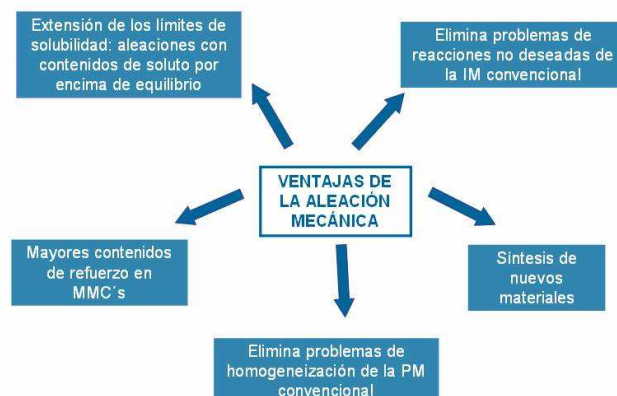 Extensión de los límites de
solubilidad: aleaciones con
contenidos de soluto por
encima de equilibrio
Elimina problemas de
reacciones no deseadas de
la IM convencional
VENTAJAS DE
LA ALEACIÓN
MECÁNICA
Mayores contenidos
de refuerzo en
MMC´s
Síntesis de
nuevos
materiales
Elimina problemas de
homogeneización de la PM
convencional